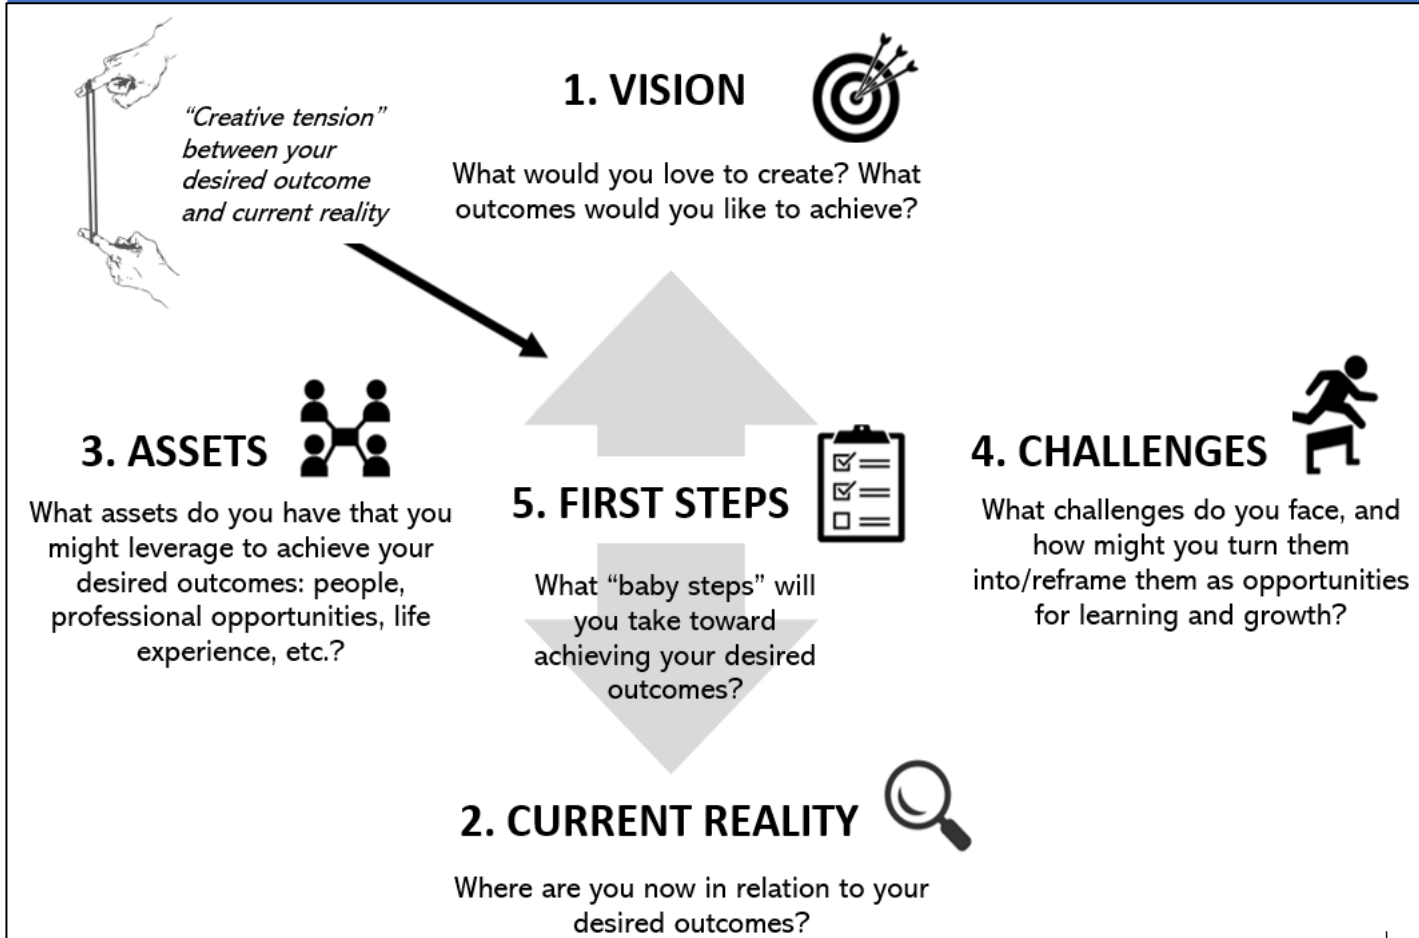 “Creative tension”
between your
desired outcome
and current reality
1. VISION
What would you love to create? What
outcomes would you like to achieve?
3. ASSETS
What assets do you have that you
might leverage to achieve your
desired outcomes: people,
professional opportunities, life
experience, etc.?
5. FIRST STEPS
What “baby steps” will
you take toward
achieving your desired
outcomes?
4. CHALLENGES
What challenges do you face, and
how might you turn them
into/reframe them as opportunities
for learning and growth?
2. CURRENT REALITY
Where are you now in relation to your
desired outcomes?